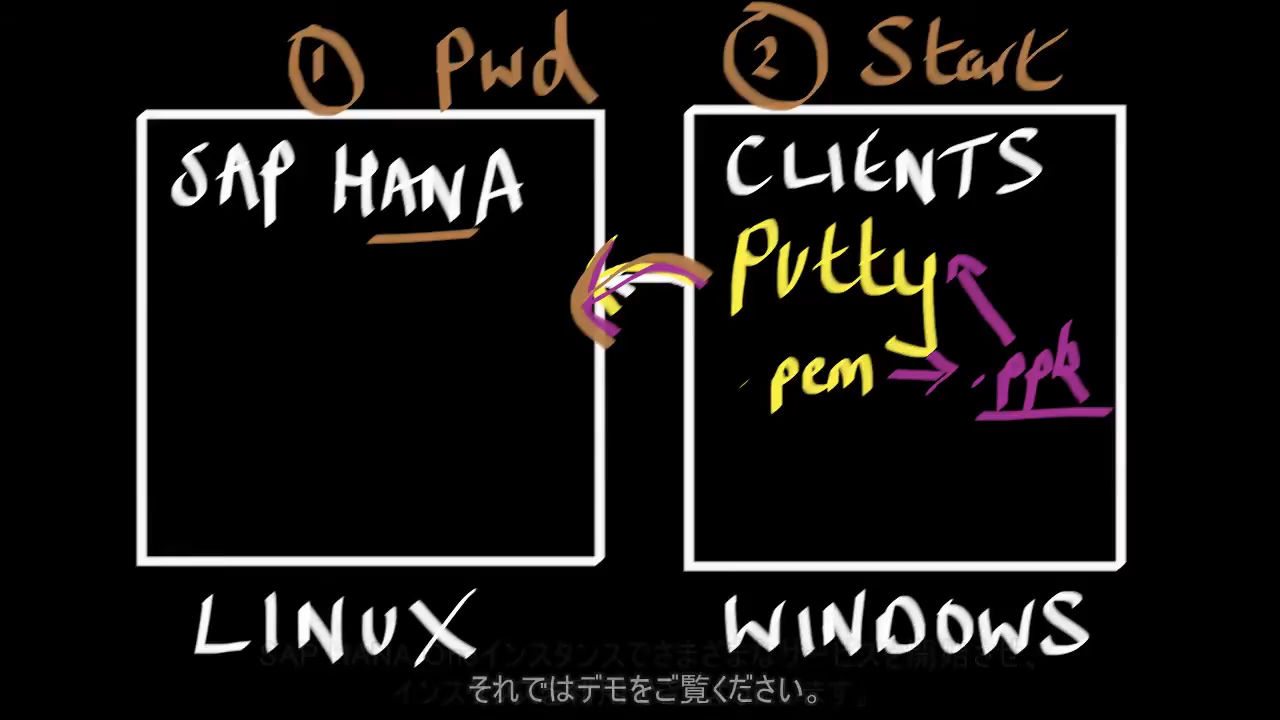 ① Pwd
② Start
SAP HANA
CLIENTS
Putty
.pem → .ppk
LINUX
WINDOWS
それではデモをご覧ください。